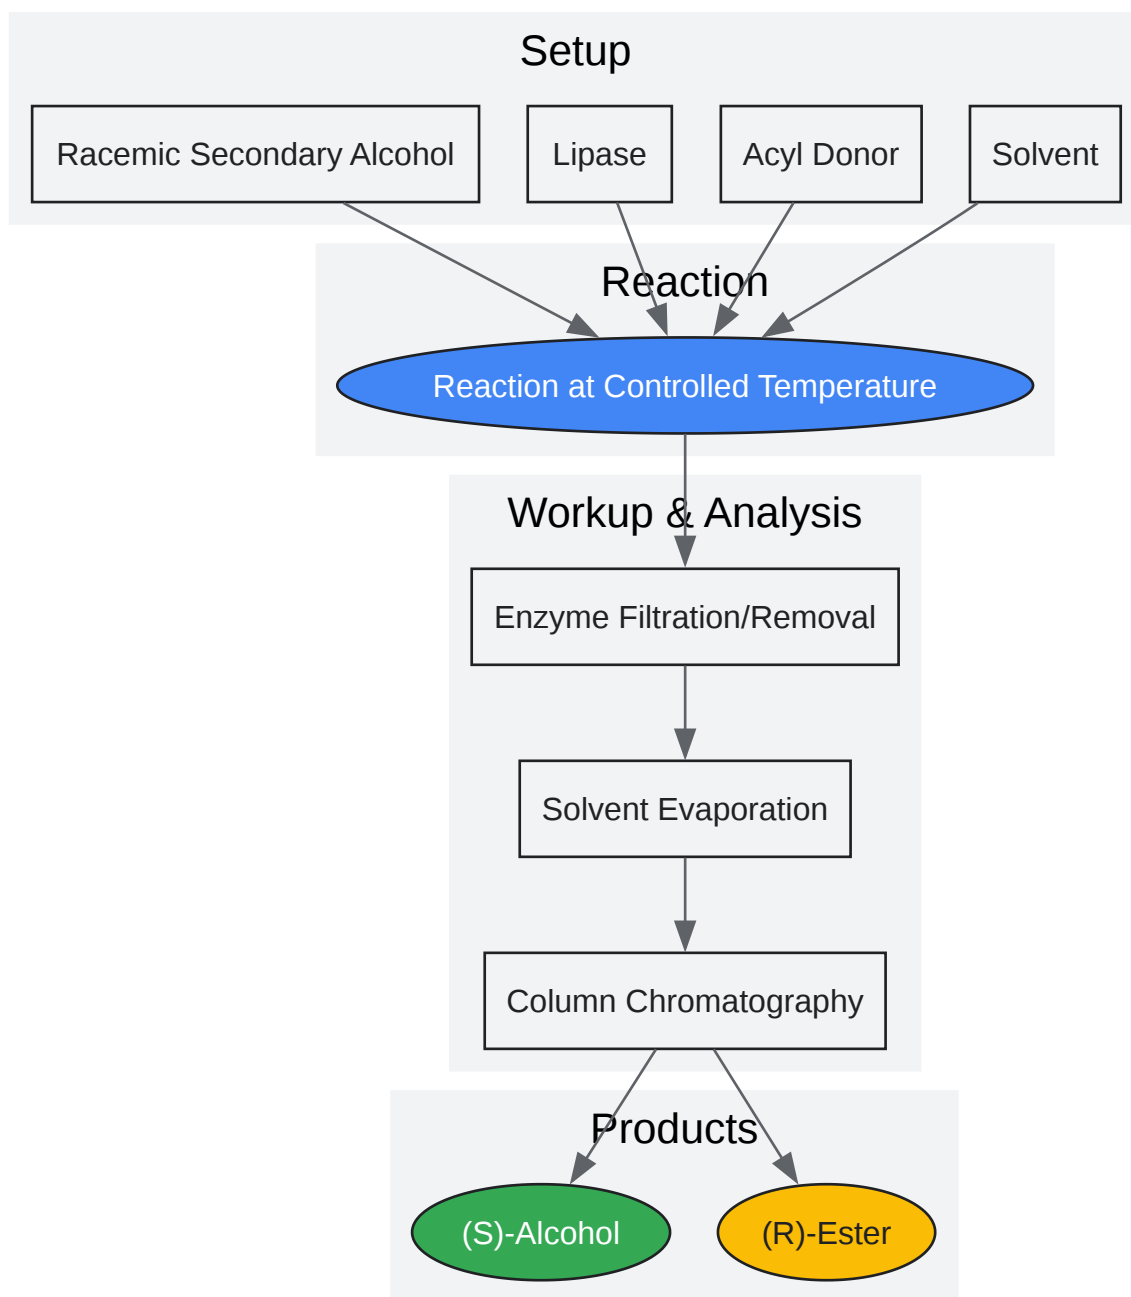 Setup
Racemic Secondary Alcohol
Lipase
Acyl Donor
Solvent
Reaction
Reaction at Controlled Temperature
Workup & Analysis
Enzyme Filtration/Removal
Solvent Evaporation
Column Chromatography
Products
(S)-Alcohol
(R)-Ester